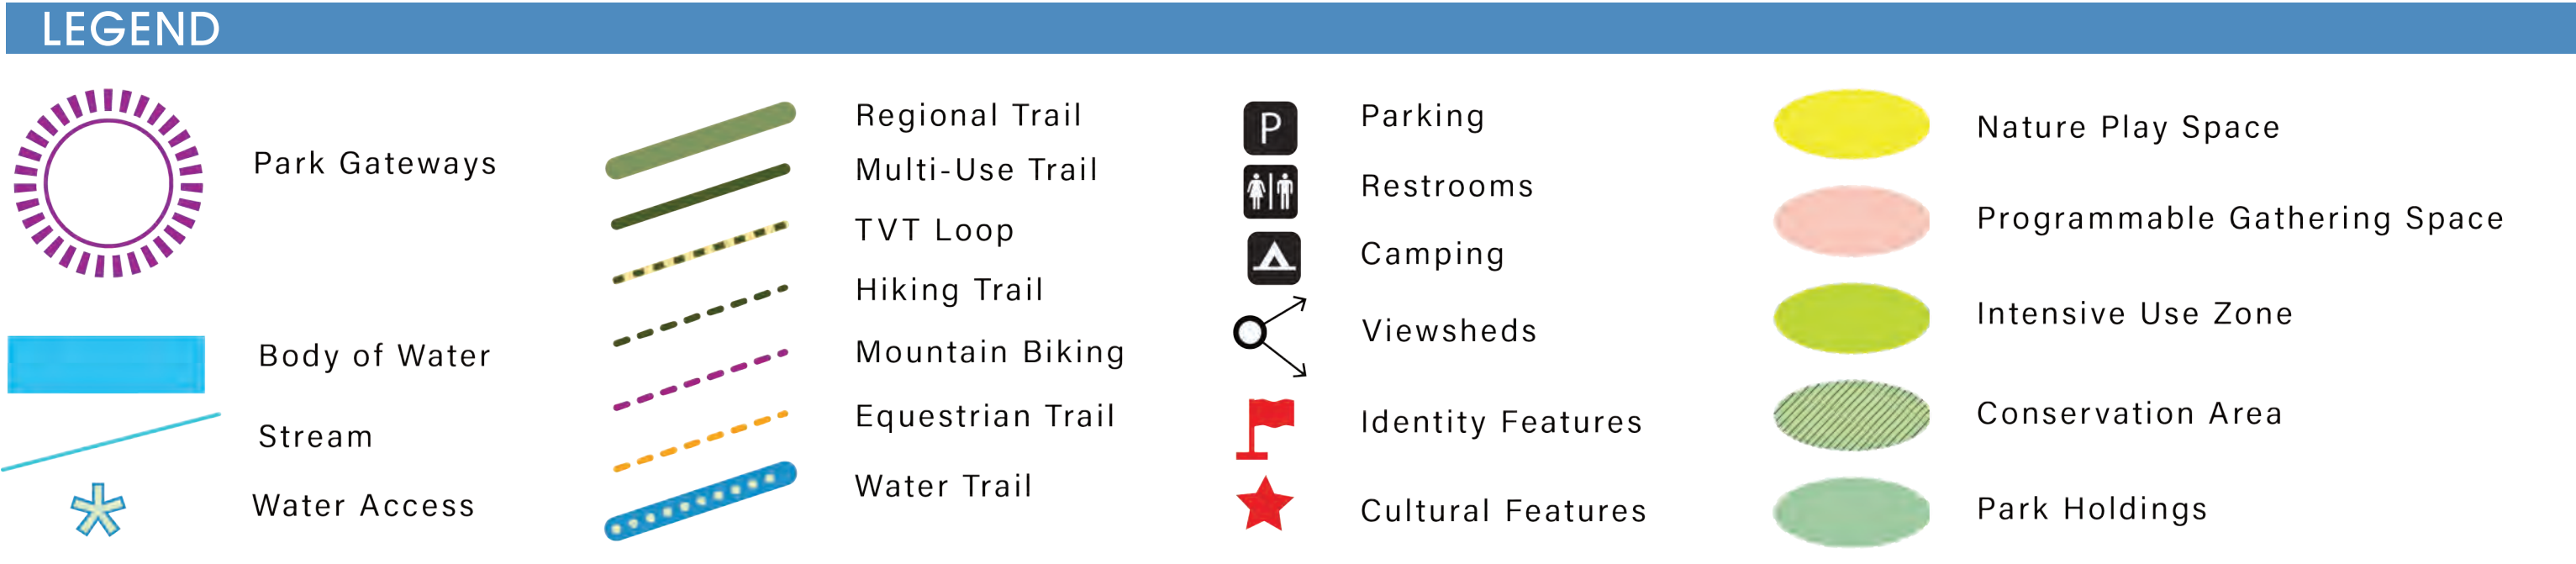 LEGEND
Park Gateways
Body of Water
Stream
Water Access
Regional Trail
Multi-Use Trail
TVT Loop
Hiking Trail
Mountain Biking
Equestrian Trail
Water Trail
P
Parking
Restrooms
Camping
Viewsheds
Identity Features
Cultural Features
Nature Play Space
Programmable Gathering Space
Intensive Use Zone
Conservation Area
Park Holdings